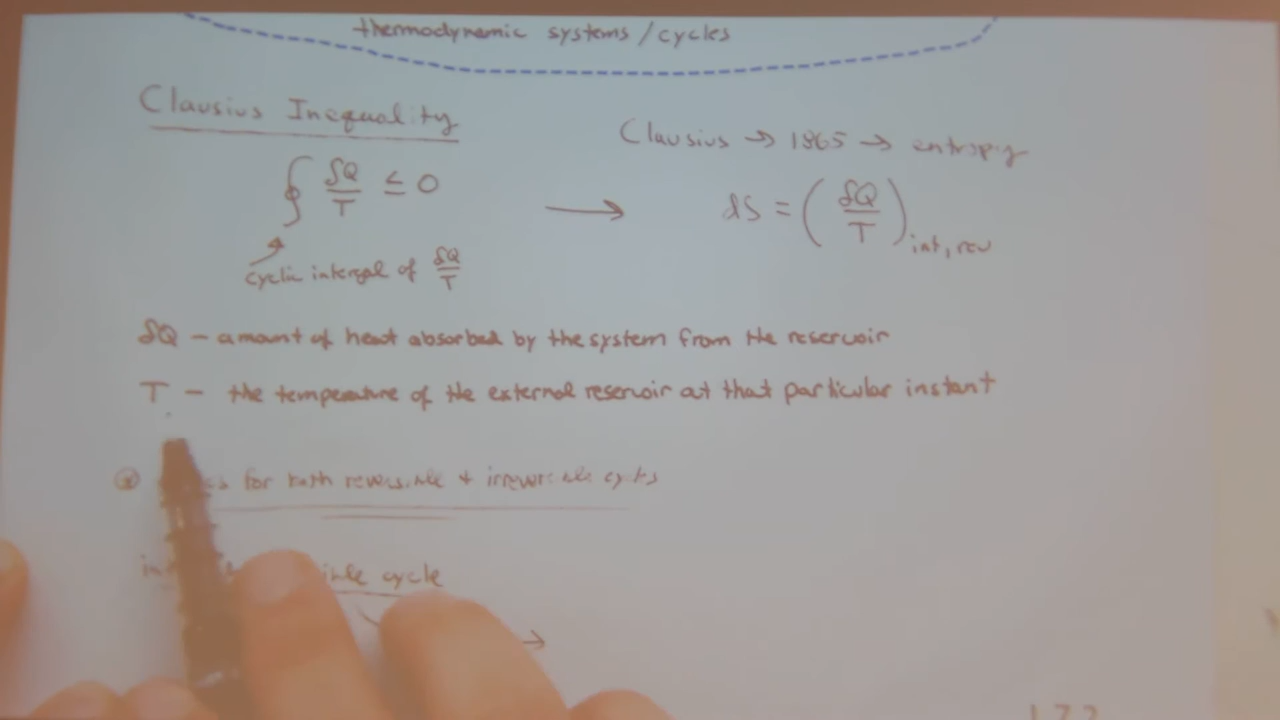 thermodynamic systems/cycles
Clausius Inequality
Clausius → 1865 → entropy
∮ δQ/T ≤ 0 → dS = (δQ/T) int, rev
cyclic integral of δQ/T
δQ - amount of heat absorbed by the system from the reservoir
T - the temperature of the external reservoir at that particular instant
for both reversible + irreversible cycles
cycle
→